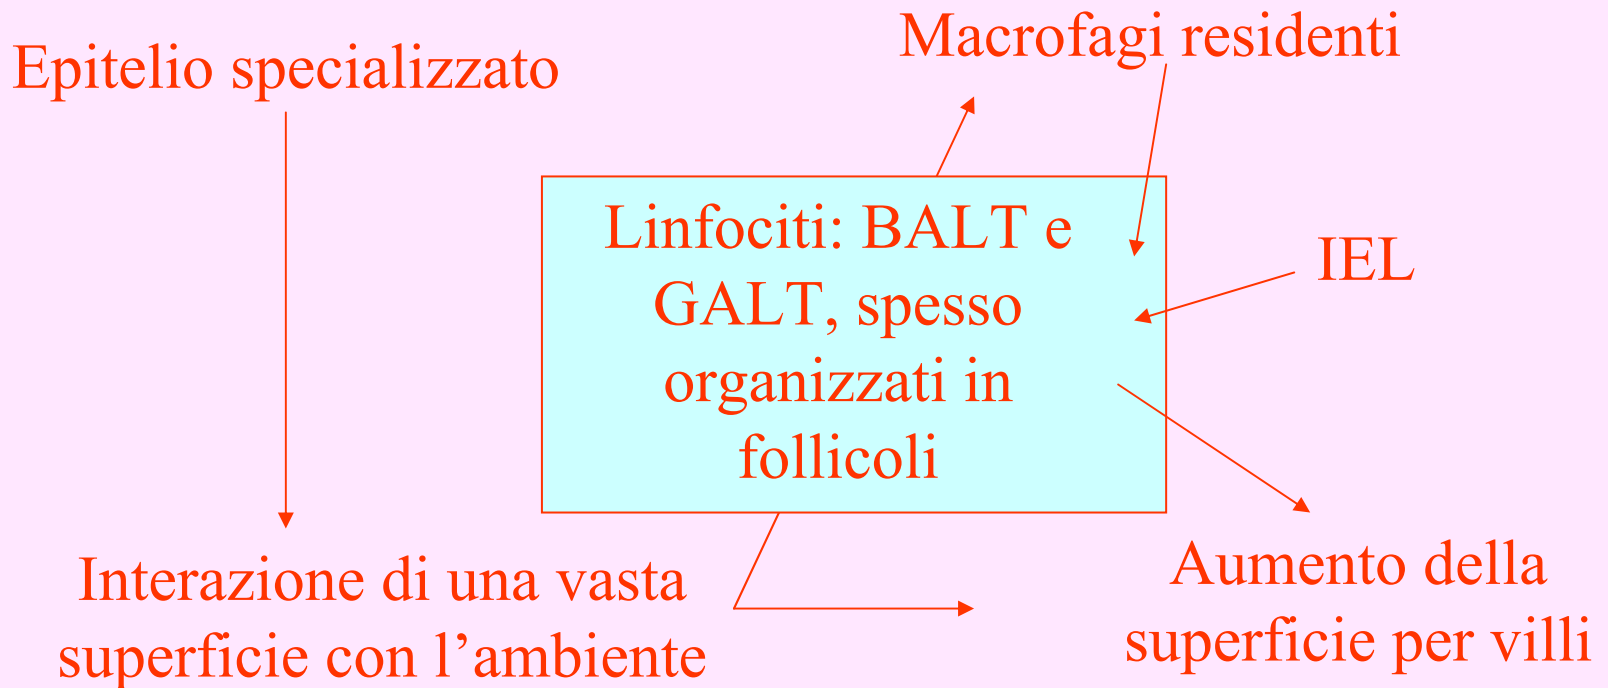 Macrofagi residenti
Epitelio specializzato
Linfociti: BALT e
GALT, spesso
organizzati in
follicoli
IEL
Interazione di una vasta
superficie con l’ambiente
Aumento della
superficie per villi